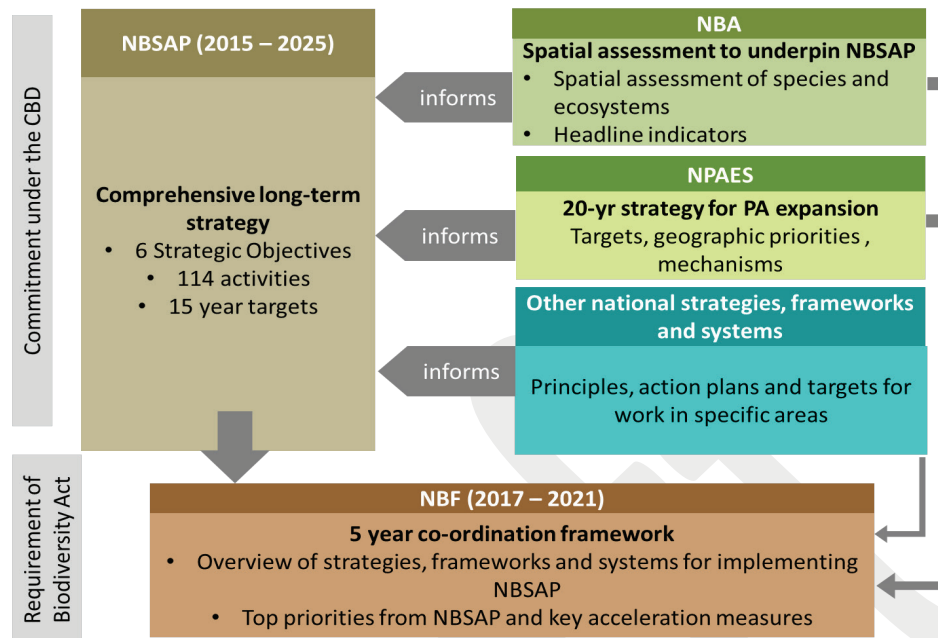 Commitment under the CBD
NBSAP (2015 – 2025)
Comprehensive long-term
strategy
• 6 Strategic Objectives
• 114 activities
• 15 year targets
informs
informs
informs
NBA
Spatial assessment to underpin NBSAP
• Spatial assessment of species and
ecosystems
• Headline indicators
NPAES
20-yr strategy for PA expansion
Targets, geographic priorities ,
mechanisms
Other national strategies, frameworks
and systems
Principles, action plans and targets for
work in specific areas
Requirement of
Biodiversity Act
NBF (2017 – 2021)
5 year co-ordination framework
• Overview of strategies, frameworks and systems for implementing
NBSAP
• Top priorities from NBSAP and key acceleration measures